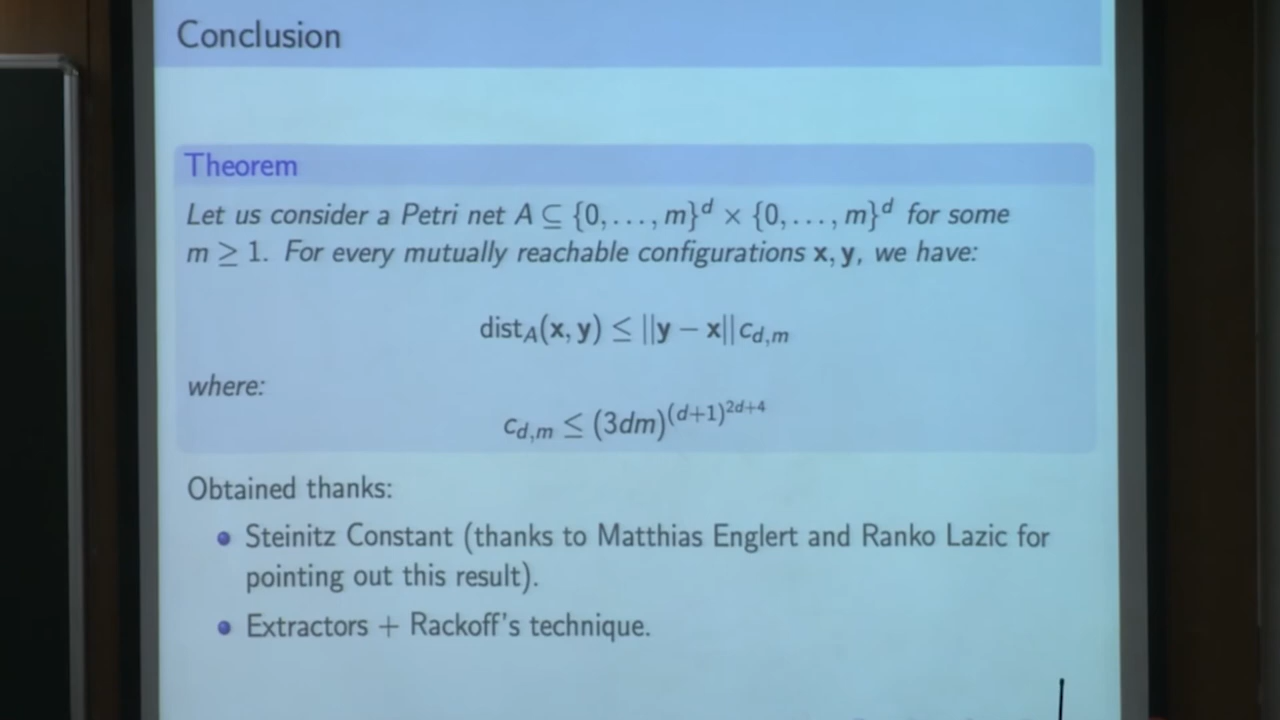 Conclusion
Theorem
Let us consider a Petri net A ⊆ {0, . . . , m}^d × {0, . . . , m}^d for some
m ≥ 1. For every mutually reachable configurations x, y, we have:
dist_A(x, y) ≤ ||y − x||c_{d,m}
where:
c_{d,m} ≤ (3dm)^{(d+1)^{2d+4}}
Obtained thanks:
• Steinitz Constant (thanks to Matthias Englert and Ranko Lazic for
pointing out this result).
• Extractors + Rackoff's technique.